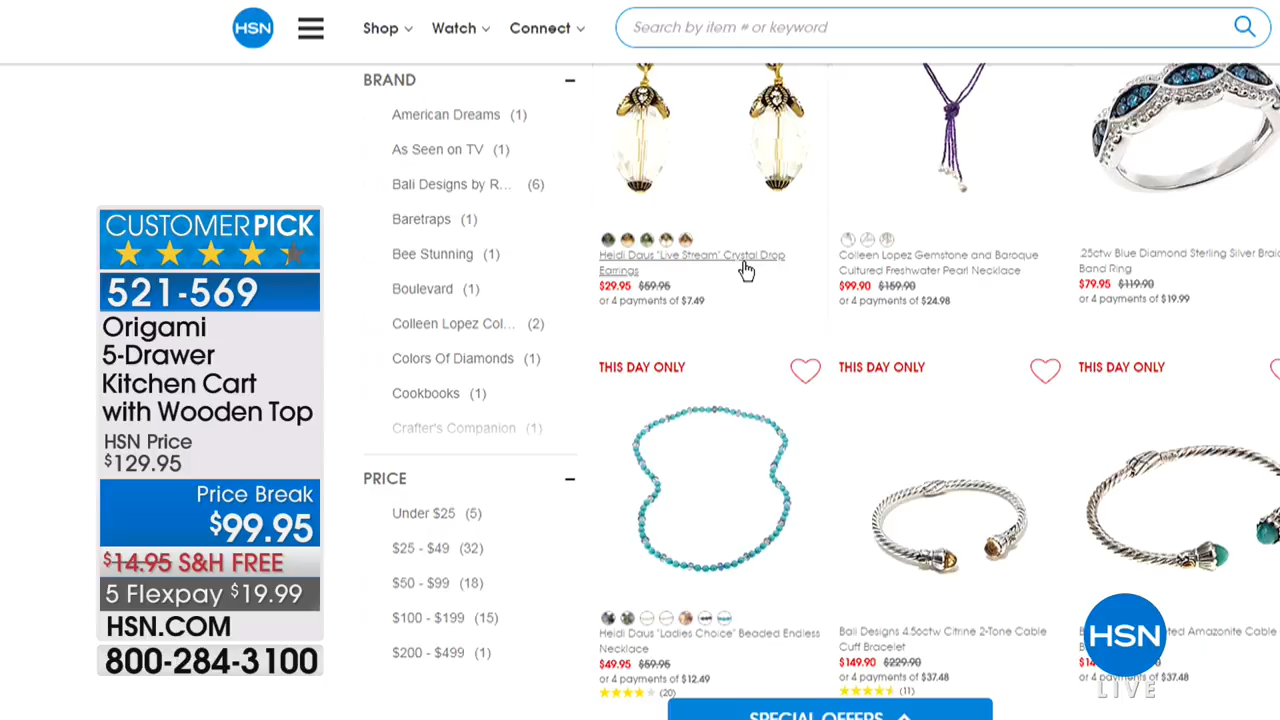 HSN
Shop
Watch
Connect
Search by item # or keyword
CUSTOMER PICK
521-569
Origami
5-Drawer
Kitchen Cart
with Wooden Top
HSN Price
$129.95
Price Break
$99.95
$14.95 S&H FREE
5 Flexpay $19.99
HSN.COM
800-284-3100
BRAND
American Dreams (1)
As Seen on TV (1)
Bali Designs by R... (6)
Baretraps (1)
Bee Stunning (1)
Boulevard (1)
Colleen Lopez Col... (2)
Colors Of Diamonds (1)
Cookbooks (1)
Crafter's Companion (1)
PRICE
Under $25 (5)
$25 - $49 (32)
$50 - $99 (18)
$100 - $199 (15)
$200 - $499 (1)
Heidi Daus "Live Stream" Crystal Drop
Earrings
$29.95 $59.95
or 4 payments of $7.49
Colleen Lopez Gemstone and Baroque
Cultured Freshwater Pearl Necklace
$99.90 $159.90
or 4 payments of $24.98
.25ctw Blue Diamond Sterling Silver Braid
Band Ring
$79.95 $119.90
or 4 payments of $19.99
THIS DAY ONLY
THIS DAY ONLY
THIS DAY ONLY
Heidi Daus "Ladies Choice" Beaded Endless
Necklace
$49.95 $59.95
or 4 payments of $12.49
(20)
Bali Designs 4.5octw Citrine 2-Tone Cable
Cuff Bracelet
$149.90 $229.90
or 4 payments of $37.48
(11)
Amazonite Cable
or 4 payments of $37.48
HSN
LIVE
SPECIAL OFFERS